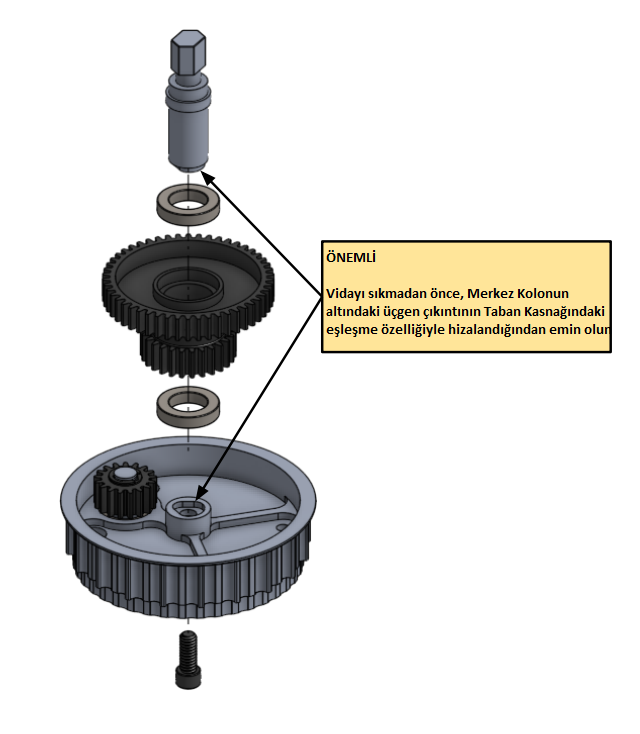 ÖNEMLİ
Vidayı sıkmadan önce, Merkez Kolonun
altındaki üçgen çıkıntının Taban Kasnağındaki
eşleşme özelliğiyle hizalandığından emin olun